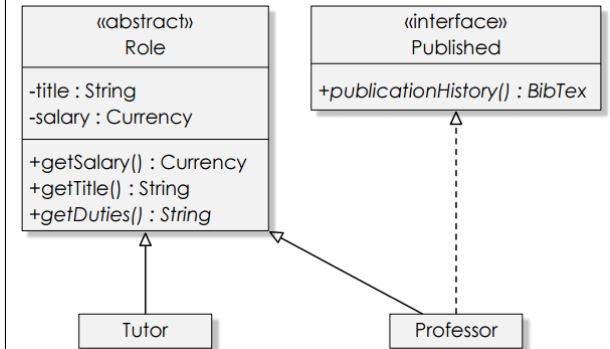 «abstract»
Role
-title : String
-salary : Currency
+getSalary() : Currency
+getTitle() : String
+getDuties() : String
«interface»
Published
+publicationHistory() : BibTex
Tutor
Professor